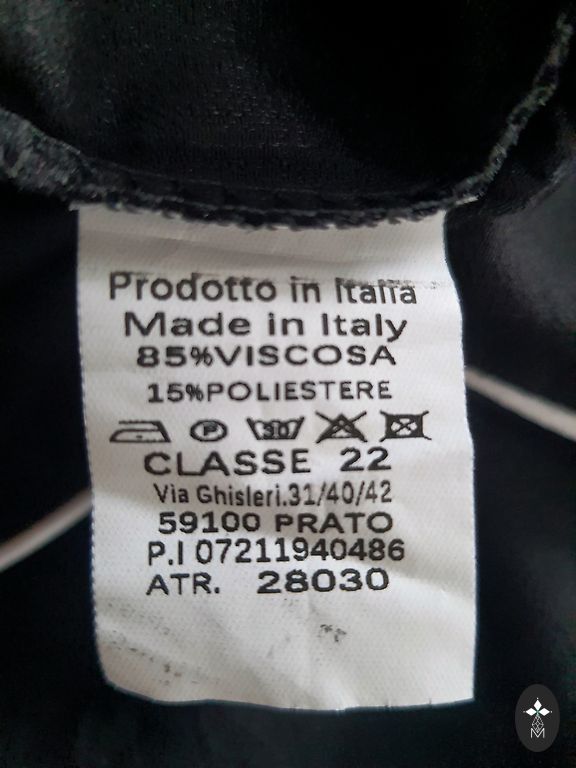 Prodotto in Italia
Made in Italy
85%VISCOSA
15%POLIESTERE
P 30
CLASSE 22
Via Ghisleri.31/40/42
59100 PRATO
P.I 07211940486
ATR. 28030
M